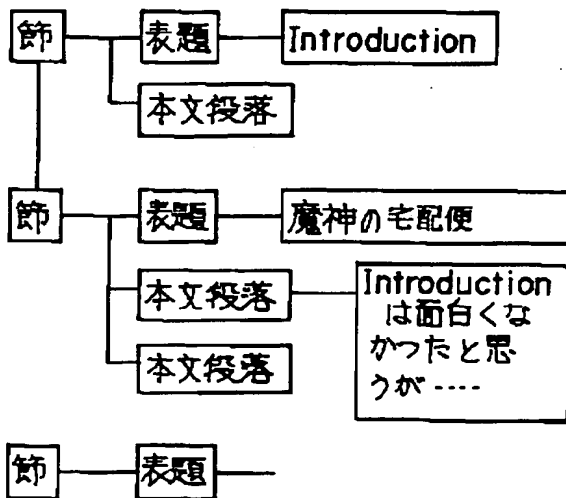 節 表題 Introduction
本文段落
節 表題 魔神の宅配便
本文段落 Introduction
は面白くな
かつたと思
うが----
本文段落
節 表題